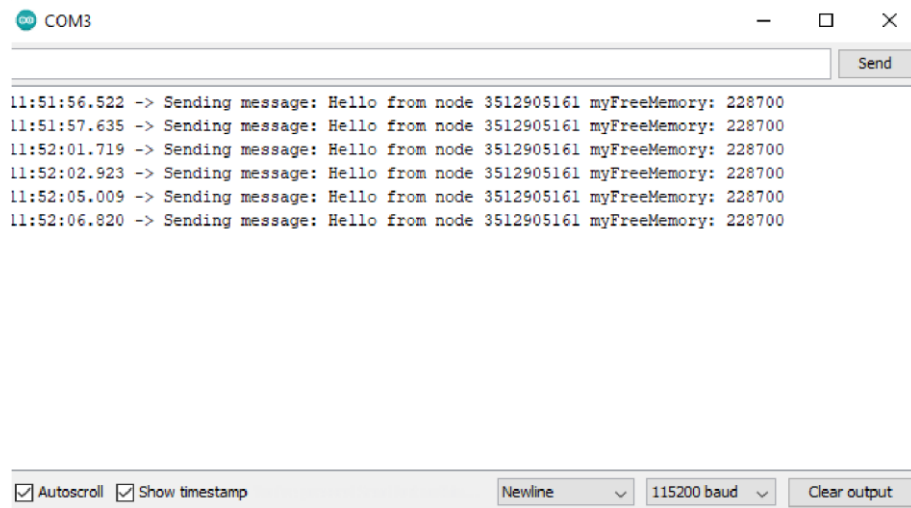 COM3
Send
11:51:56.522 -> Sending message: Hello from node 3512905161 myFreeMemory: 228700
11:51:57.635 -> Sending message: Hello from node 3512905161 myFreeMemory: 228700
11:52:01.719 -> Sending message: Hello from node 3512905161 myFreeMemory: 228700
11:52:02.923 -> Sending message: Hello from node 3512905161 myFreeMemory: 228700
11:52:05.009 -> Sending message: Hello from node 3512905161 myFreeMemory: 228700
11:52:06.820 -> Sending message: Hello from node 3512905161 myFreeMemory: 228700
Autoscroll Show timestamp Newline 115200 baud Clear output